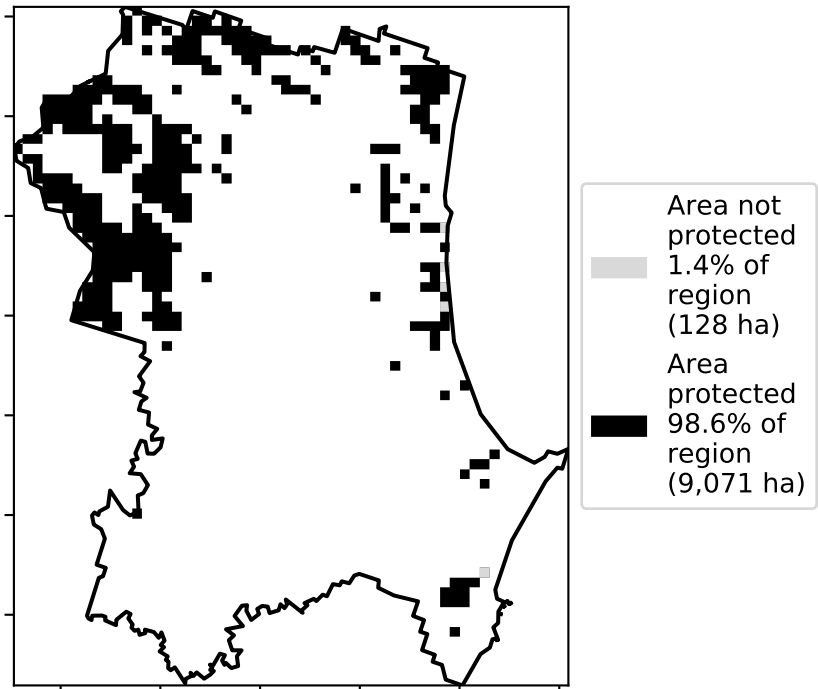 Area not
protected
1.4% of
region
(128 ha)
Area
protected
98.6% of
region
(9,071 ha)